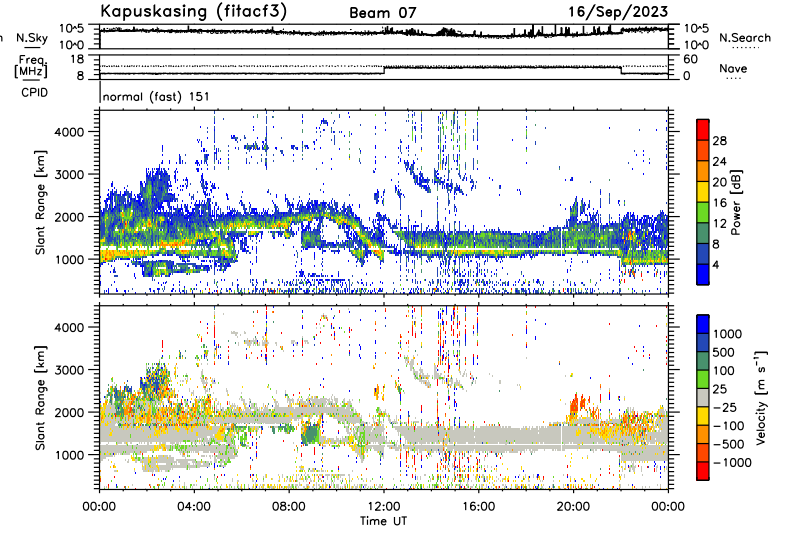 Kapuskasing (fitacf3) Beam 07 16/Sep/2023
n N.Sky 10^5 10^0 10^5 10^0 N.Search
Freq. [MHz] 18 8 60 0 Nave
CPID normal (fast) 151
Slant Range [km] 4000 3000 2000 1000
Power [dB] 28 24 20 16 12 8 4
Slant Range [km] 4000 3000 2000 1000
Velocity [m s⁻¹] 1000 500 100 25 −25 −100 −500 −1000
00:00 04:00 08:00 12:00 16:00 20:00 00:00
Time UT